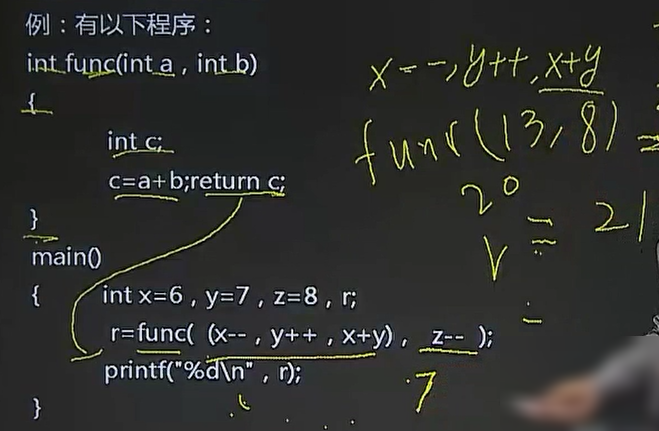 例：有以下程序：
int func(int a , int b)
{
int c;
c=a+b;return c;
}
main()
{ int x=6 , y=7 , z=8 , r;
r=func( (x-- , y++ , x+y) , z-- );
printf("%d\n" , r);
}
x--,y++,x+y
func(13,8)=
20
= 21
7